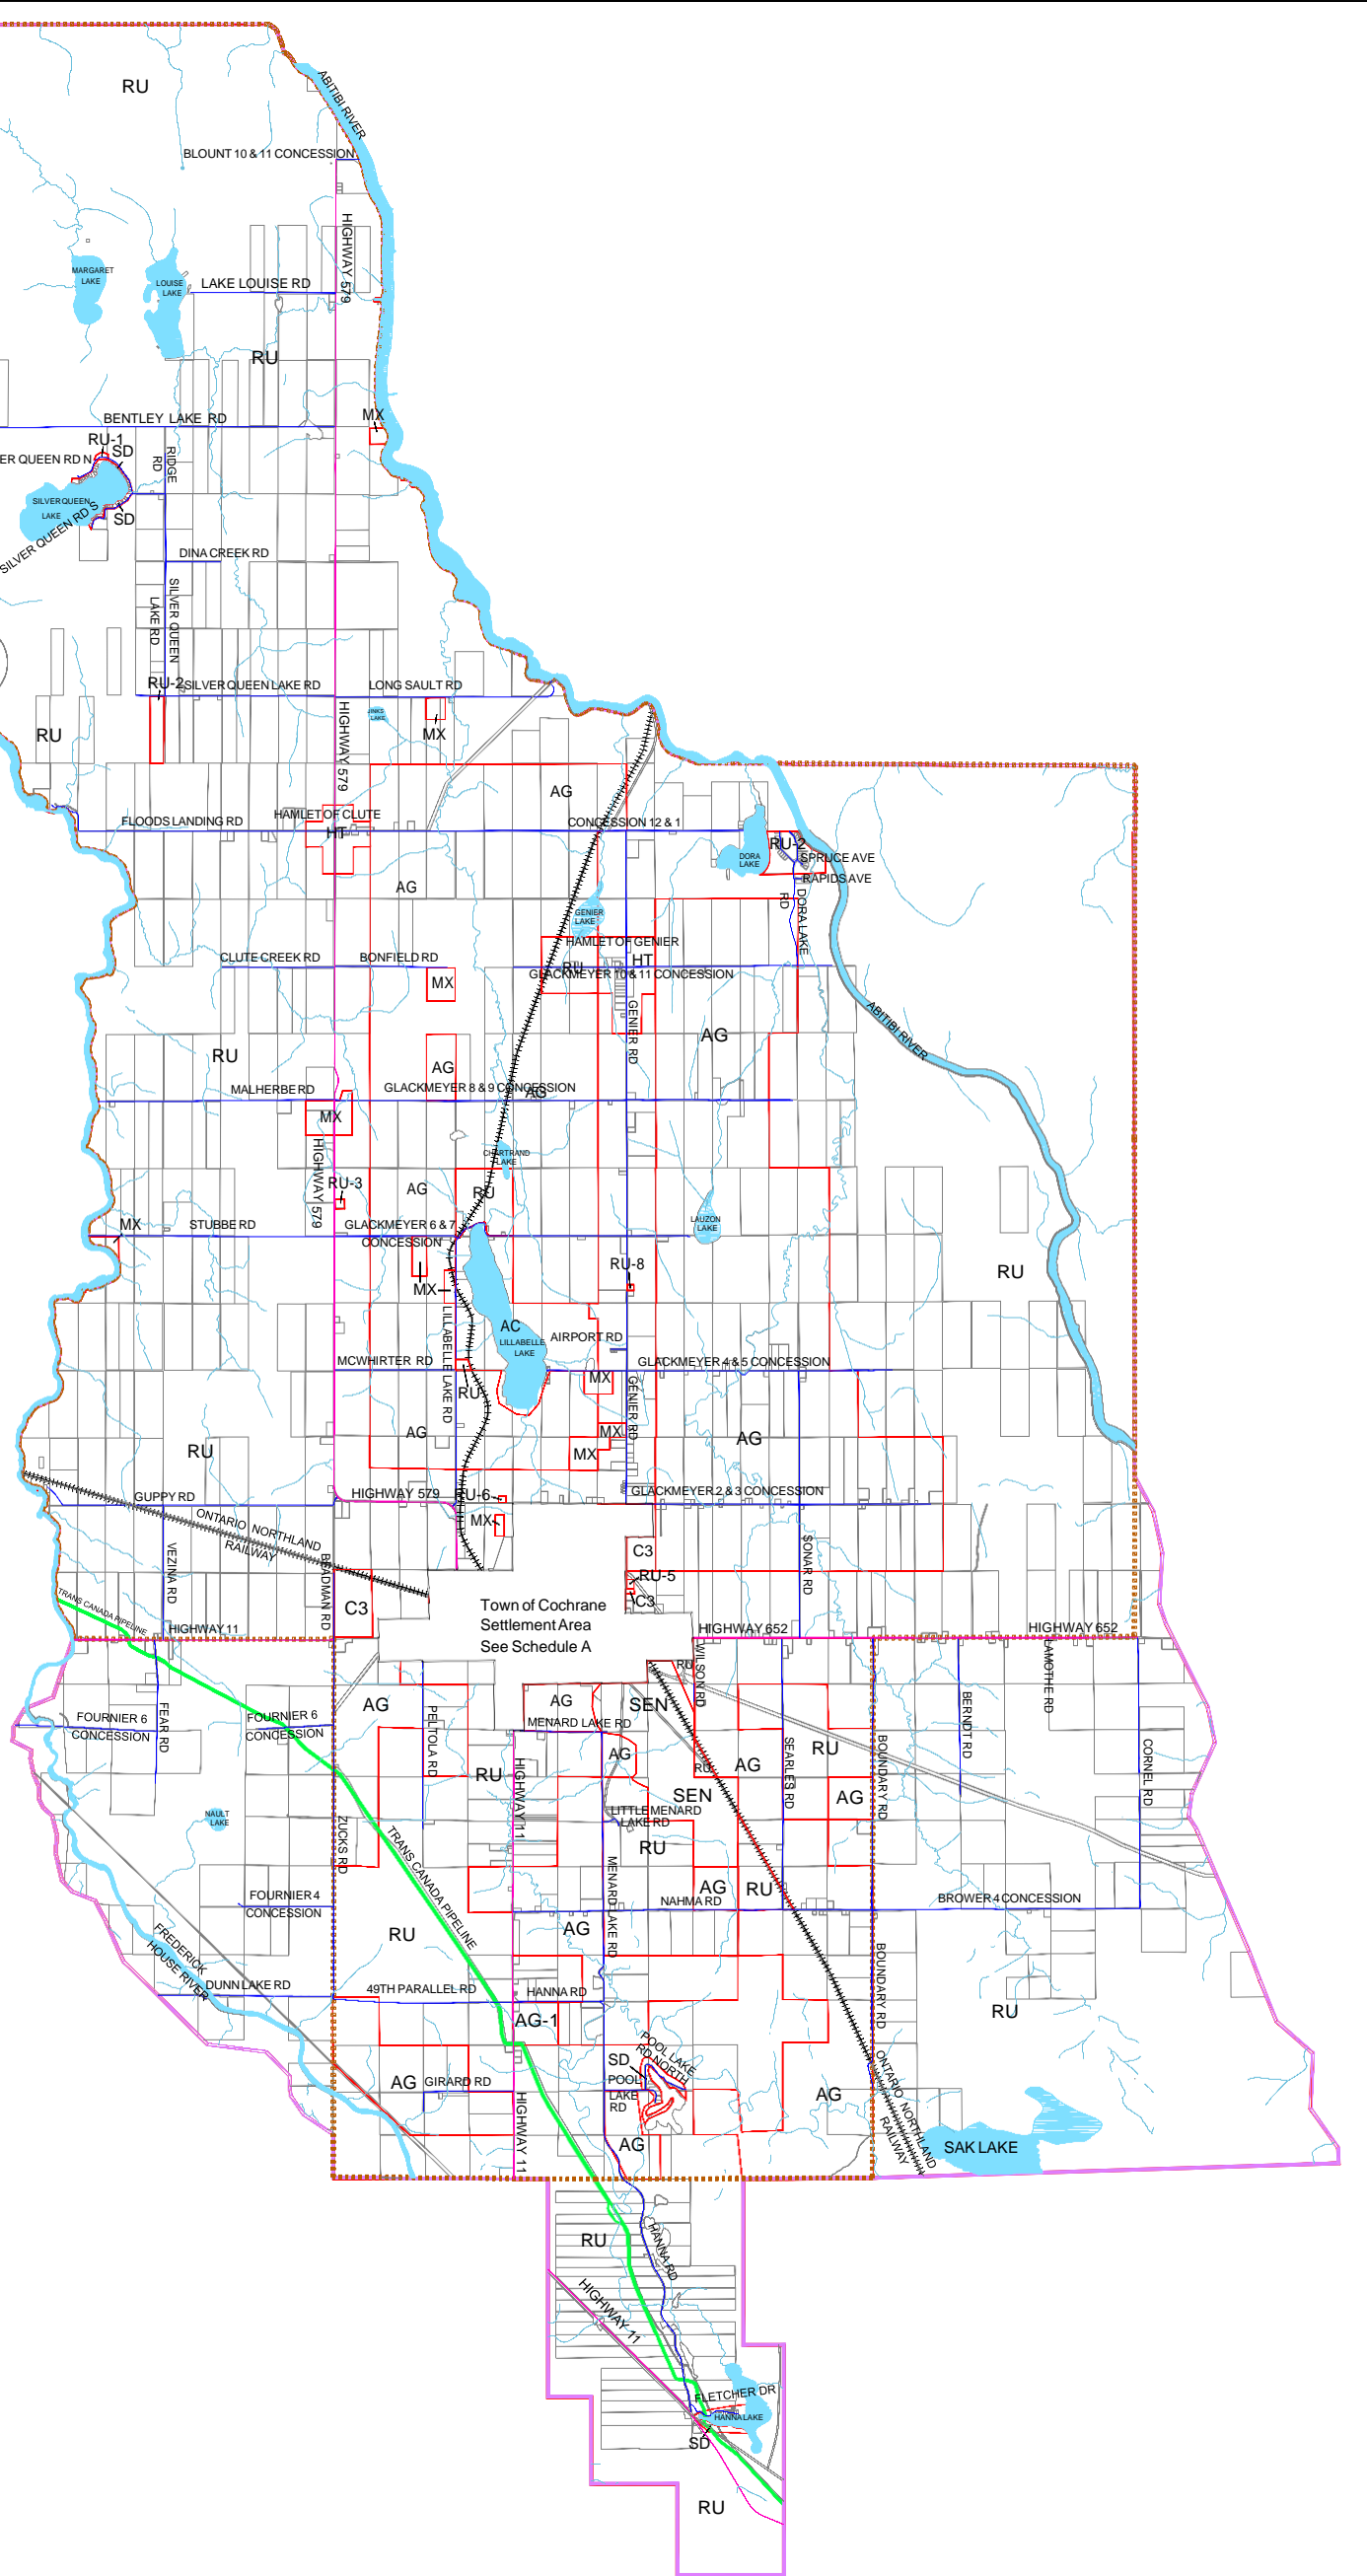 RU
ABITIBI RIVER
BLOUNT 10 & 11 CONCESSION
HIGHWAY 579
MARGARET
LAKE
LOUISE
LAKE
LAKE LOUISE RD
RU
MX
BENTLEY LAKE RD
RU-1
SD
ER QUEEN RD N
RIDGE
RD
SILVER QUEEN
LAKE
SILVER QUEEN RD S
SD
DINA CREEK RD
SILVER QUEEN
LAKE RD
RU-2
SILVER QUEEN LAKE RD
LONG SAULT RD
JINKS
LAKE
MX
RU
HIGHWAY 579
AG
HAMLET OF CLUTE
FLOODS LANDING RD
CONCESSION 12 & 1
HT
RU-2
DORA
LAKE
SPRUCE AVE
RAPIDS AVE
AG
DORA LAKE
RD
GENIER
LAKE
HAMLET OF GENIER
CLUTE CREEK RD
BONFIELD RD
HT
RU
GLACKMEYER 10 & 11 CONCESSION
MX
GENIER RD
ABITIBI RIVER
AG
RU
AG
MALHERBE RD
GLACKMEYER 8 & 9 CONCESSION
AG
MX
HIGHWAY 579
CHARTRAND
LAKE
RU-3
AG
RU
MX
STUBBE RD
GLACKMEYER 6 & 7
CONCESSION
LAUZON
LAKE
RU-8
RU
MX
AC
LILLABELLE
LAKE
LILLABELLE LAKE RD
AIRPORT RD
MCWHIRTER RD
GLACKMEYER 4 & 5 CONCESSION
RU
MX
GENIER RD
AG
MX
AG
RU
MX
GUPPY RD
HIGHWAY 579
RU-6
GLACKMEYER 2 & 3 CONCESSION
MX
ONTARIO NORTHLAND
RAILWAY
VEZINA RD
BEADMAN RD
SONAR RD
C3
RU-5
C3
C3
TRANS CANADA PIPELINE
Town of Cochrane
Settlement Area
See Schedule A
HIGHWAY 11
HIGHWAY 652
HIGHWAY 652
RU
WILSON RD
LAMOTHE RD
AG
AG
SEN
BERNDT RD
FOURNIER 6
CONCESSION
FEAR RD
FOURNIER 6
CONCESSION
PELTOLA RD
MENARD LAKE RD
AG
SEARLES RD
RU
BOUNDARY RD
CORNEL RD
RU
HIGHWAY 11
RU
AG
SEN
AG
NAULT
LAKE
ZUCKS RD
LITTLE MENARD
LAKE RD
RU
TRANS CANADA PIPELINE
MENARD LAKE RD
AG
RU
FOURNIER 4
CONCESSION
NAHMA RD
BROWER 4 CONCESSION
RU
AG
FREDERICK
HOUSE RIVER
BOUNDARY RD
DUNN LAKE RD
49TH PARALLEL RD
HANNA RD
AG-1
RU
POOL LAKE
RD NORTH
SD
POOL
LAKE
RD
ONTARIO NORTHLAND
RAILWAY
AG
GIRARD RD
AG
HIGHWAY 11
AG
SAK LAKE
RU
HANNA RD
HIGHWAY 11
FLETCHER DR
HANNA LAKE
SD
RU